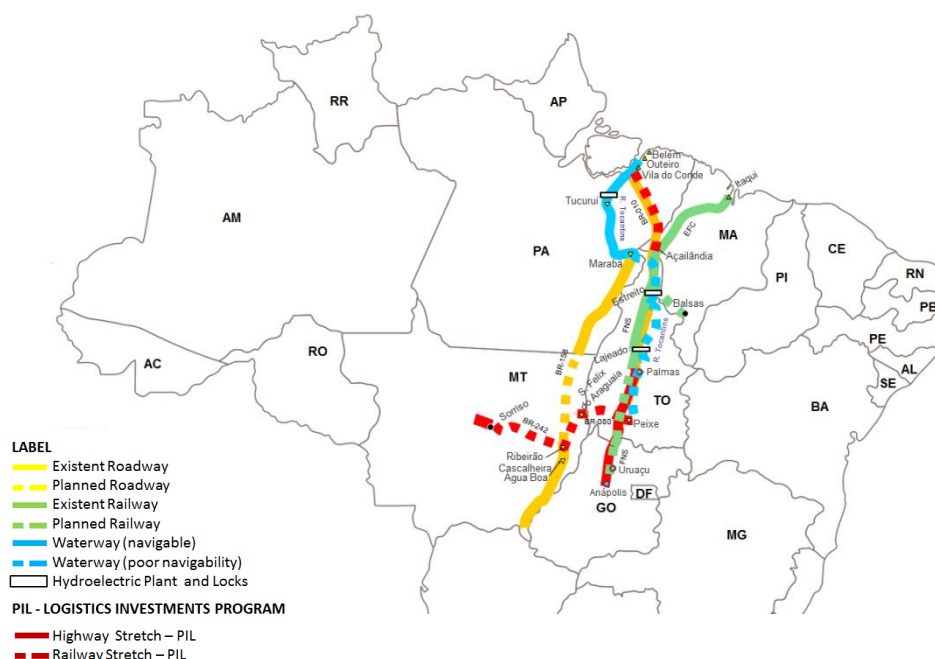 RR
AP
Belém
Outeiro
Vila do Conde
Itaqui
Tucuruí
R. Tocantins
BR-010
AM
EFC
MA
CE
PA
Açailândia
Marabá
PI
RN
Estreito
Balsas
PB
FNS
R. Tocantins
PE
AL
Lajeado
RO
AC
BR-158
Palmas
SE
MT
S. Felix
do Araguaia
TO
BA
Sorriso
BR-242
BR-080
Peixe
LABEL
Ribeirão
Cascalheira
Agua Boa
FNS
Uruaçu
Existent Roadway
Planned Roadway
Anápolis
DF
Existent Railway
GO
Planned Railway
MG
Waterway (navigable)
Waterway (poor navigability)
Hydroelectric Plant and Locks
PIL - LOGISTICS INVESTMENTS PROGRAM
Highway Stretch – PIL
Railway Stretch – PIL